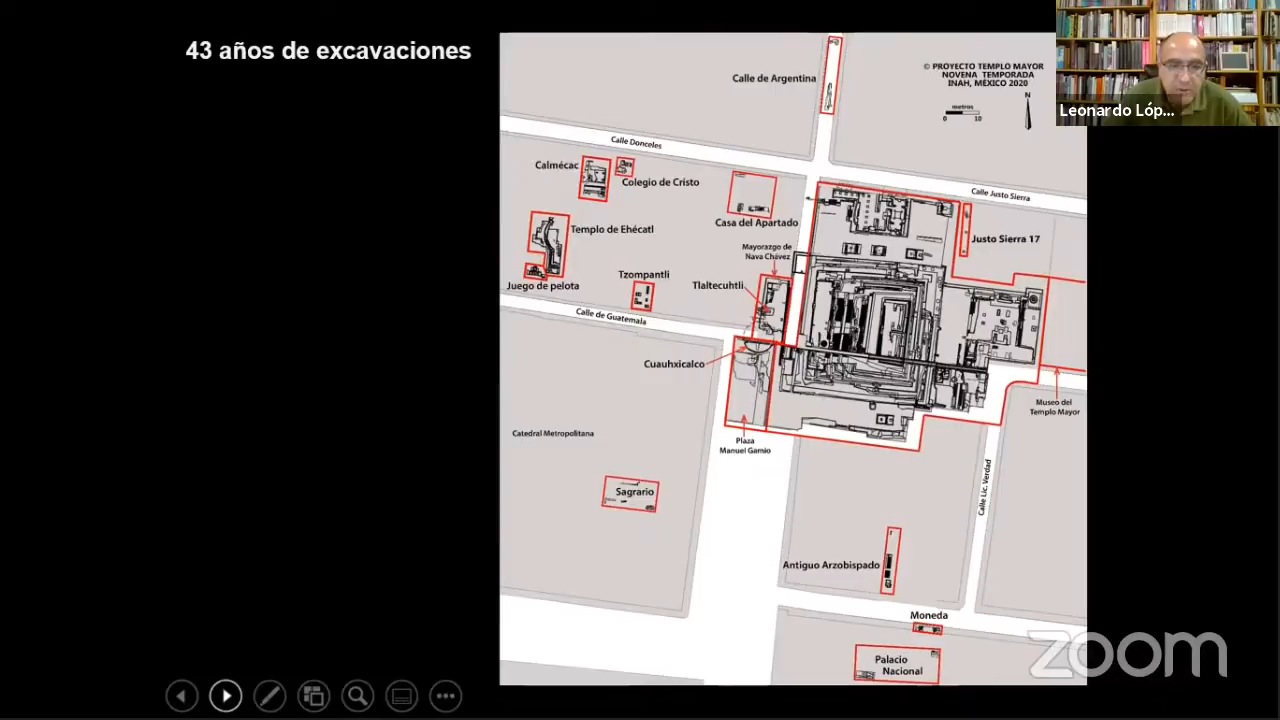 43 años de excavaciones
Calle de Argentina
© PROYECTO TEMPLO MAYOR
NOVENA TEMPORADA
INAH, MÉXICO 2020
metros
0 10
N
Leonardo Lóp...
Calle Donceles
Calmécac
Colegio de Cristo
Casa del Apartado
Calle Justo Sierra
Templo de Ehécatl
Justo Sierra 17
Mayorazgo de
Nava Chávez
Tzompantli
Tlaltecuhtli
Juego de pelota
Calle de Guatemala
Cuauhxicalco
Museo del
Templo Mayor
Catedral Metropolitana
Plaza
Manuel Gamio
Calle Lic. Verdad
Sagrario
Antiguo Arzobispado
Moneda
Palacio
Nacional
zoom